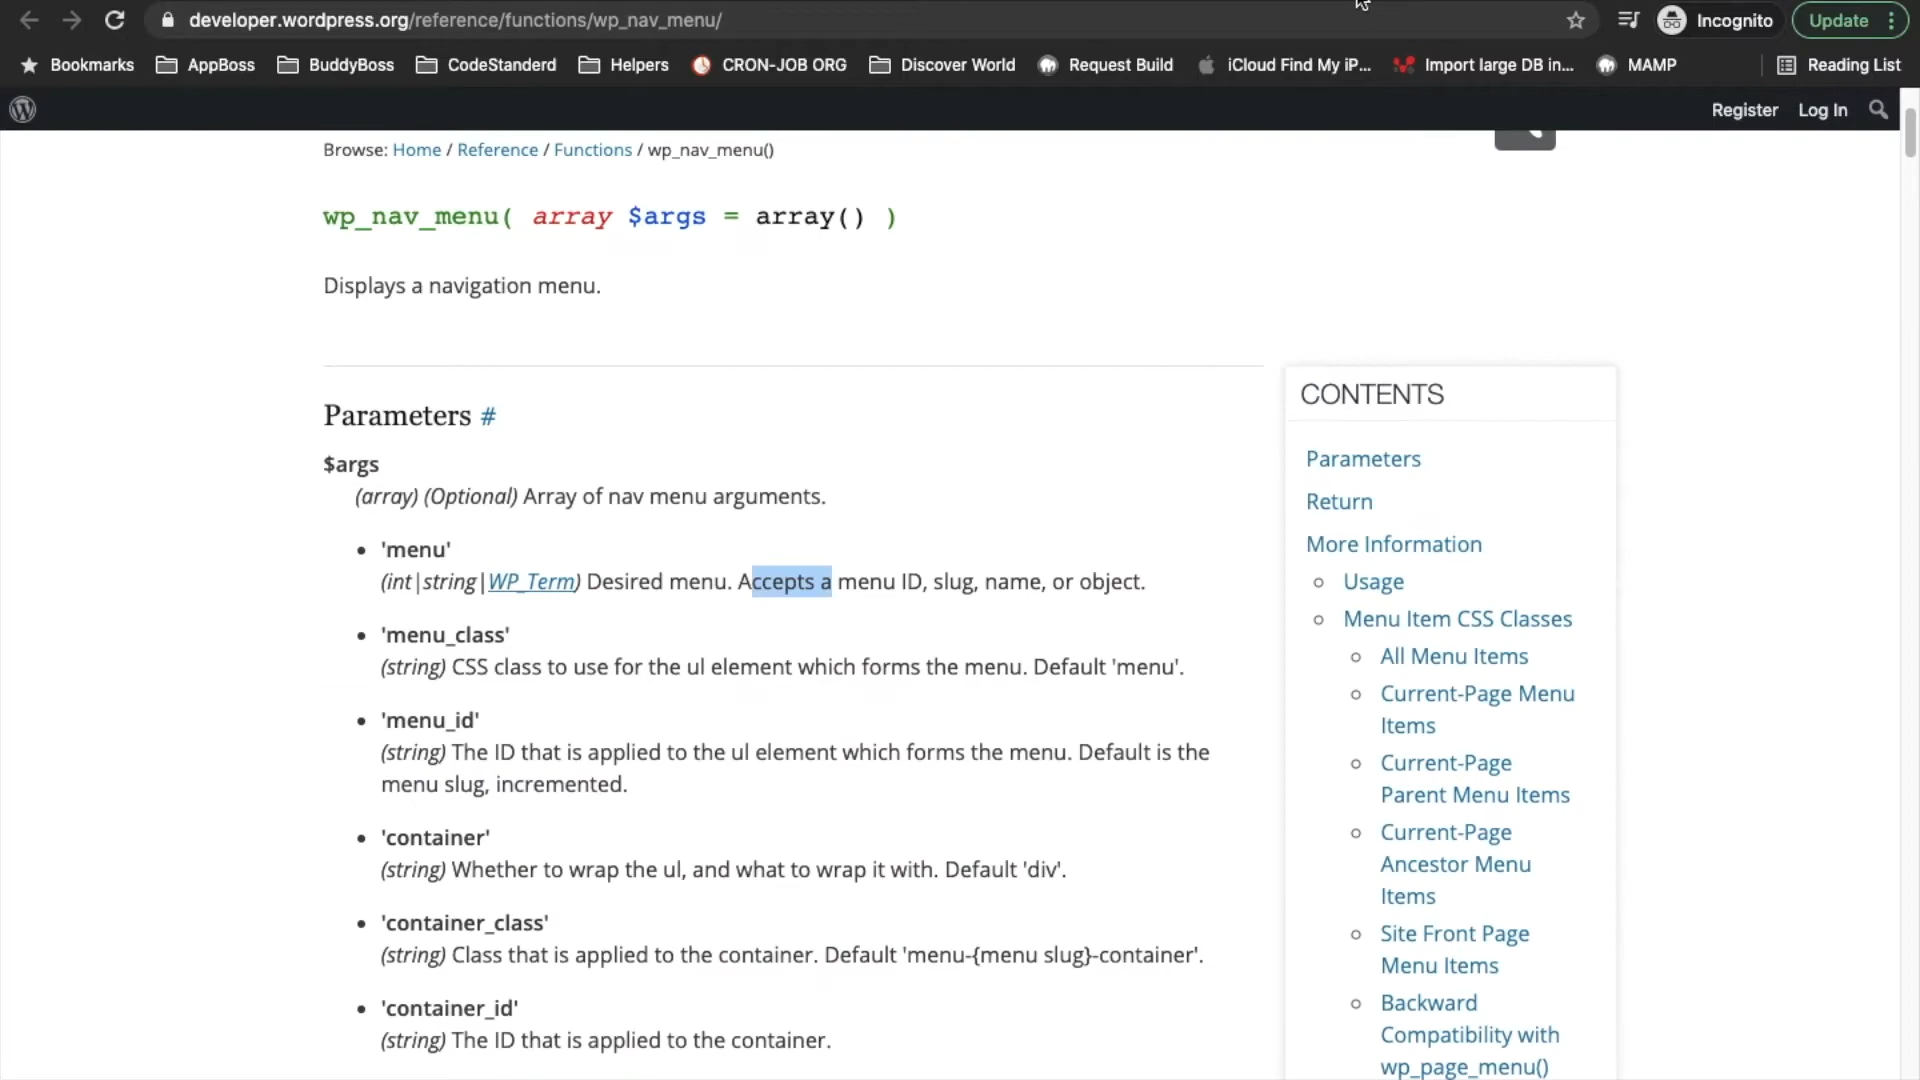 developer.wordpress.org/reference/functions/wp_nav_menu/
Incognito
Update
Bookmarks
AppBoss
BuddyBoss
CodeStanderd
Helpers
CRON-JOB ORG
Discover World
Request Build
iCloud Find My iP...
Import large DB in...
MAMP
Reading List
Register
Log In
Browse: Home / Reference / Functions / wp_nav_menu()
wp_nav_menu( array $args = array() )
Displays a navigation menu.
Parameters #
$args
(array) (Optional) Array of nav menu arguments.
'menu'
(int|string|WP_Term) Desired menu. Accepts a menu ID, slug, name, or object.
'menu_class'
(string) CSS class to use for the ul element which forms the menu. Default 'menu'.
'menu_id'
(string) The ID that is applied to the ul element which forms the menu. Default is the
menu slug, incremented.
'container'
(string) Whether to wrap the ul, and what to wrap it with. Default 'div'.
'container_class'
(string) Class that is applied to the container. Default 'menu-{menu slug}-container'.
'container_id'
(string) The ID that is applied to the container.
CONTENTS
Parameters
Return
More Information
Usage
Menu Item CSS Classes
All Menu Items
Current-Page Menu
Items
Current-Page
Parent Menu Items
Current-Page
Ancestor Menu
Items
Site Front Page
Menu Items
Backward
Compatibility with
wp_page_menu()